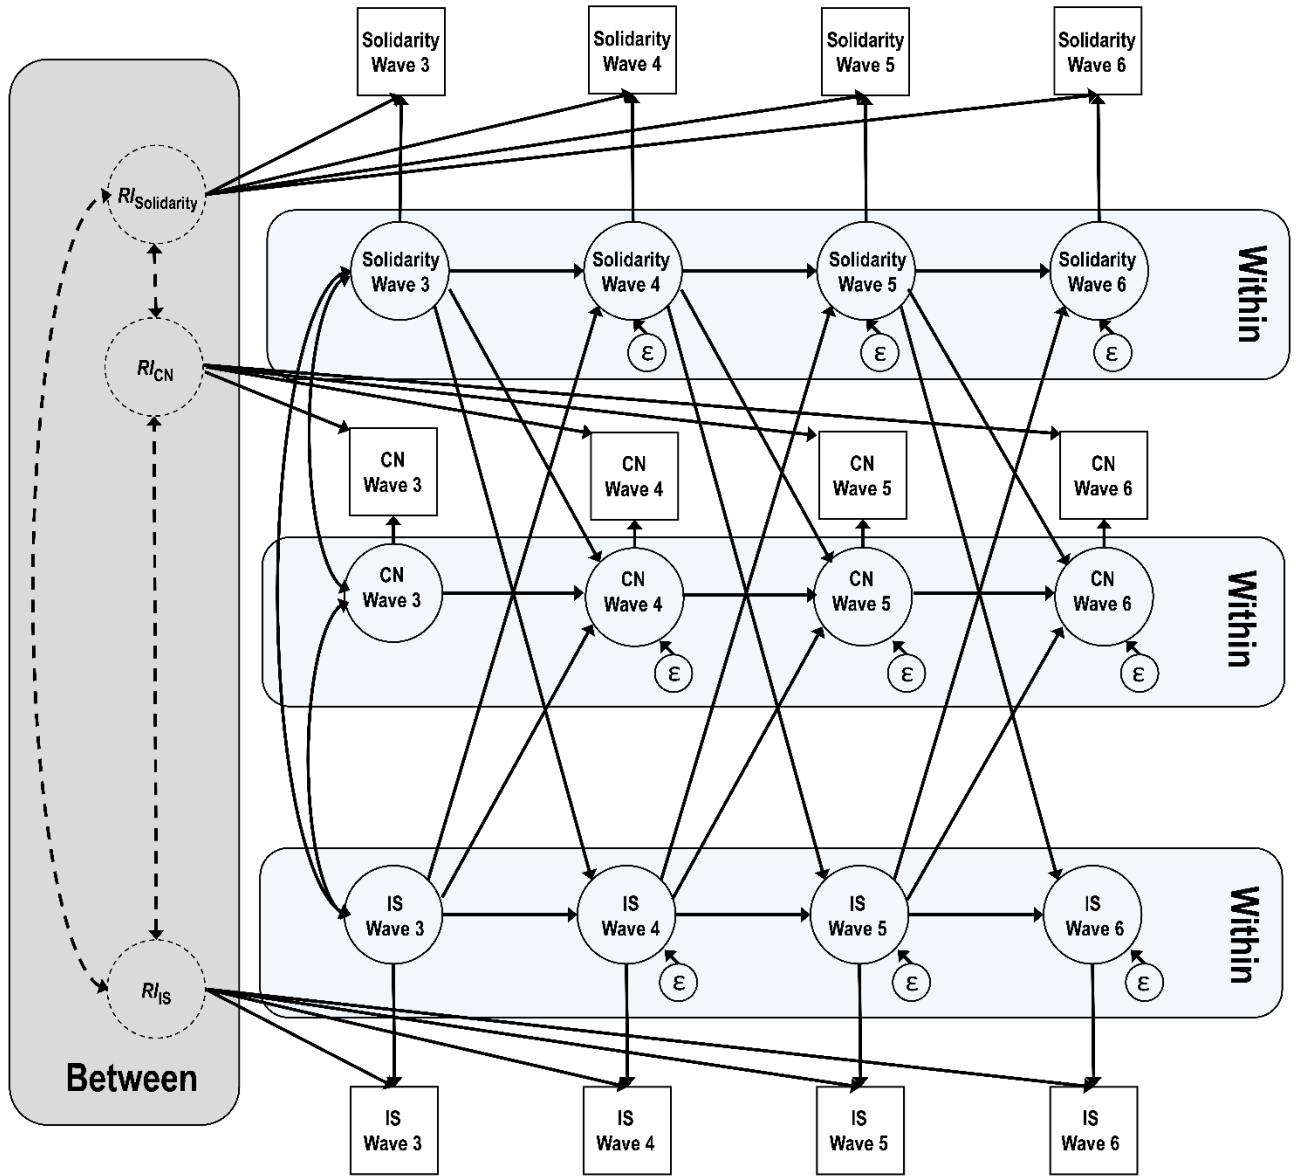 Solidarity
Wave 3
Solidarity
Wave 4
Solidarity
Wave 5
Solidarity
Wave 6
RISolidarity
Solidarity
Wave 3
Solidarity
Wave 4
Solidarity
Wave 5
Solidarity
Wave 6
Within
ε
ε
ε
RICN
CN
Wave 3
CN
Wave 4
CN
Wave 5
CN
Wave 6
CN
Wave 3
CN
Wave 4
CN
Wave 5
CN
Wave 6
Within
ε
ε
ε
IS
Wave 3
IS
Wave 4
IS
Wave 5
IS
Wave 6
Within
ε
ε
ε
RIIS
Between
IS
Wave 3
IS
Wave 4
IS
Wave 5
IS
Wave 6